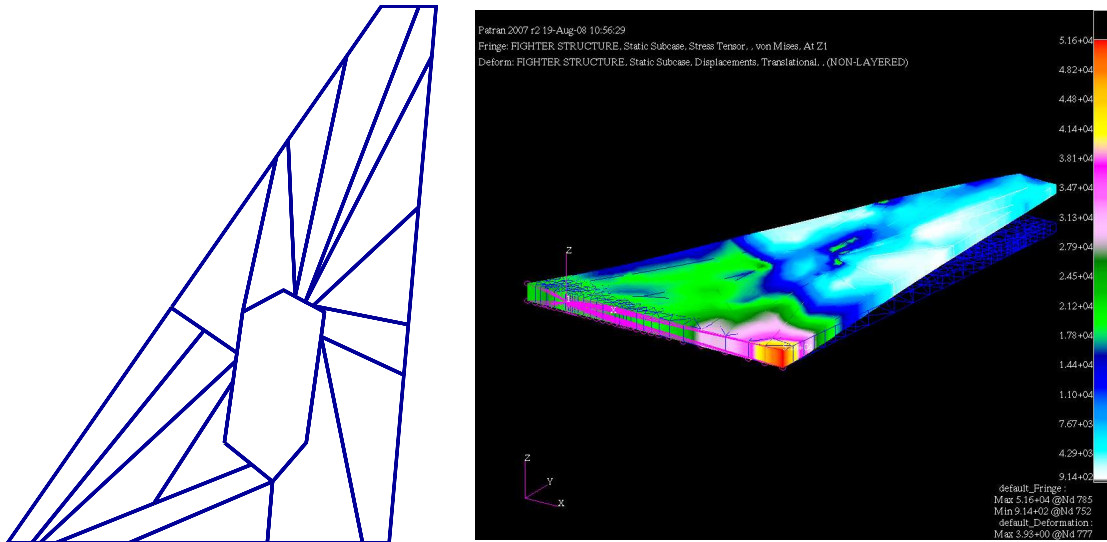 Patran 2007 r2 19-Aug-08 10:56:29
Fringe: FIGHTER STRUCTURE, Static Subcase, Stress Tensor, , von Mises, At Z1
Deform: FIGHTER STRUCTURE, Static Subcase, Displacements, Translational, , (NON-LAYERED)
5.16+04
4.82+04
4.48+04
4.14+04
3.81+04
3.47+04
3.13+04
2.79+04
2.45+04
2.12+04
1.78+04
1.44+04
1.10+04
7.67+03
4.29+03
9.14+02
Z
X
Z
Y
X
default_Fringe :
Max 5.16+04 @Nd 785
Min 9.14+02 @Nd 752
default_Deformation :
Max 3.93+00 @Nd 777